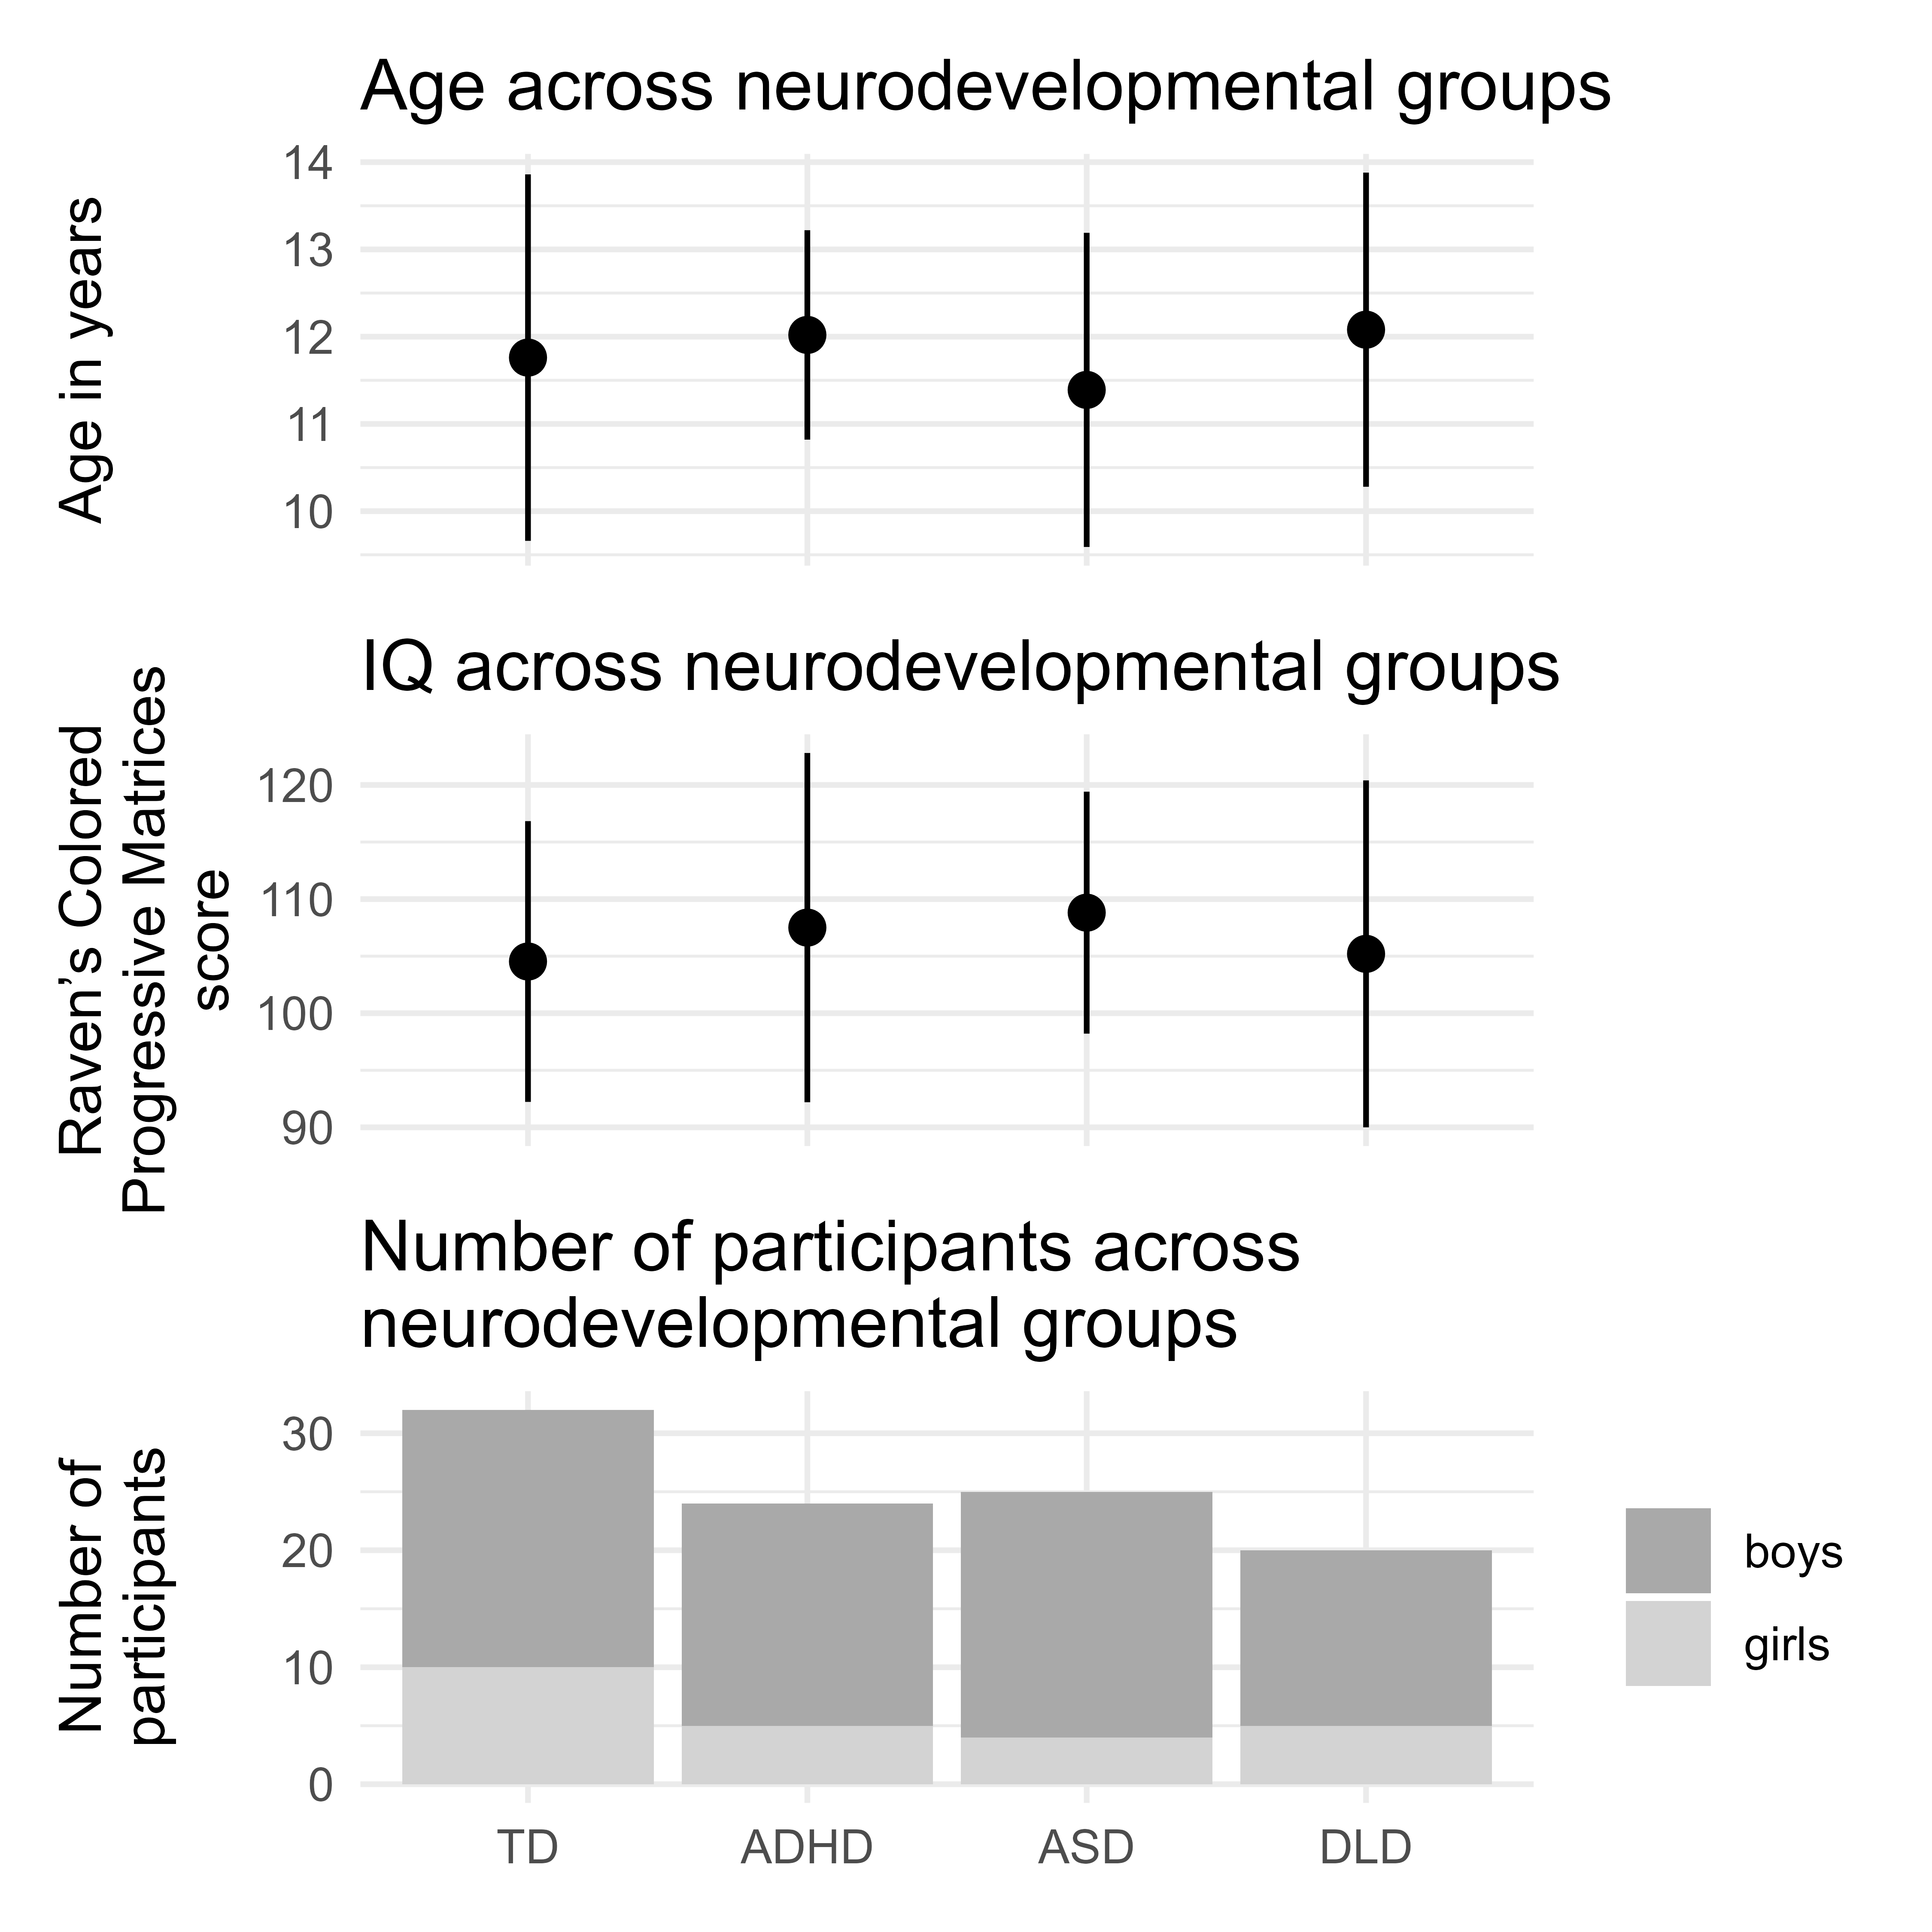 Age across neurodevelopmental groups
Age in years
14
13
12
11
10
IQ across neurodevelopmental groups
Raven’s Colored
Progressive Matrices
score
120
110
100
90
Number of participants across
neurodevelopmental groups
Number of
participants
30
20
10
0
TD
ADHD
ASD
DLD
boys
girls